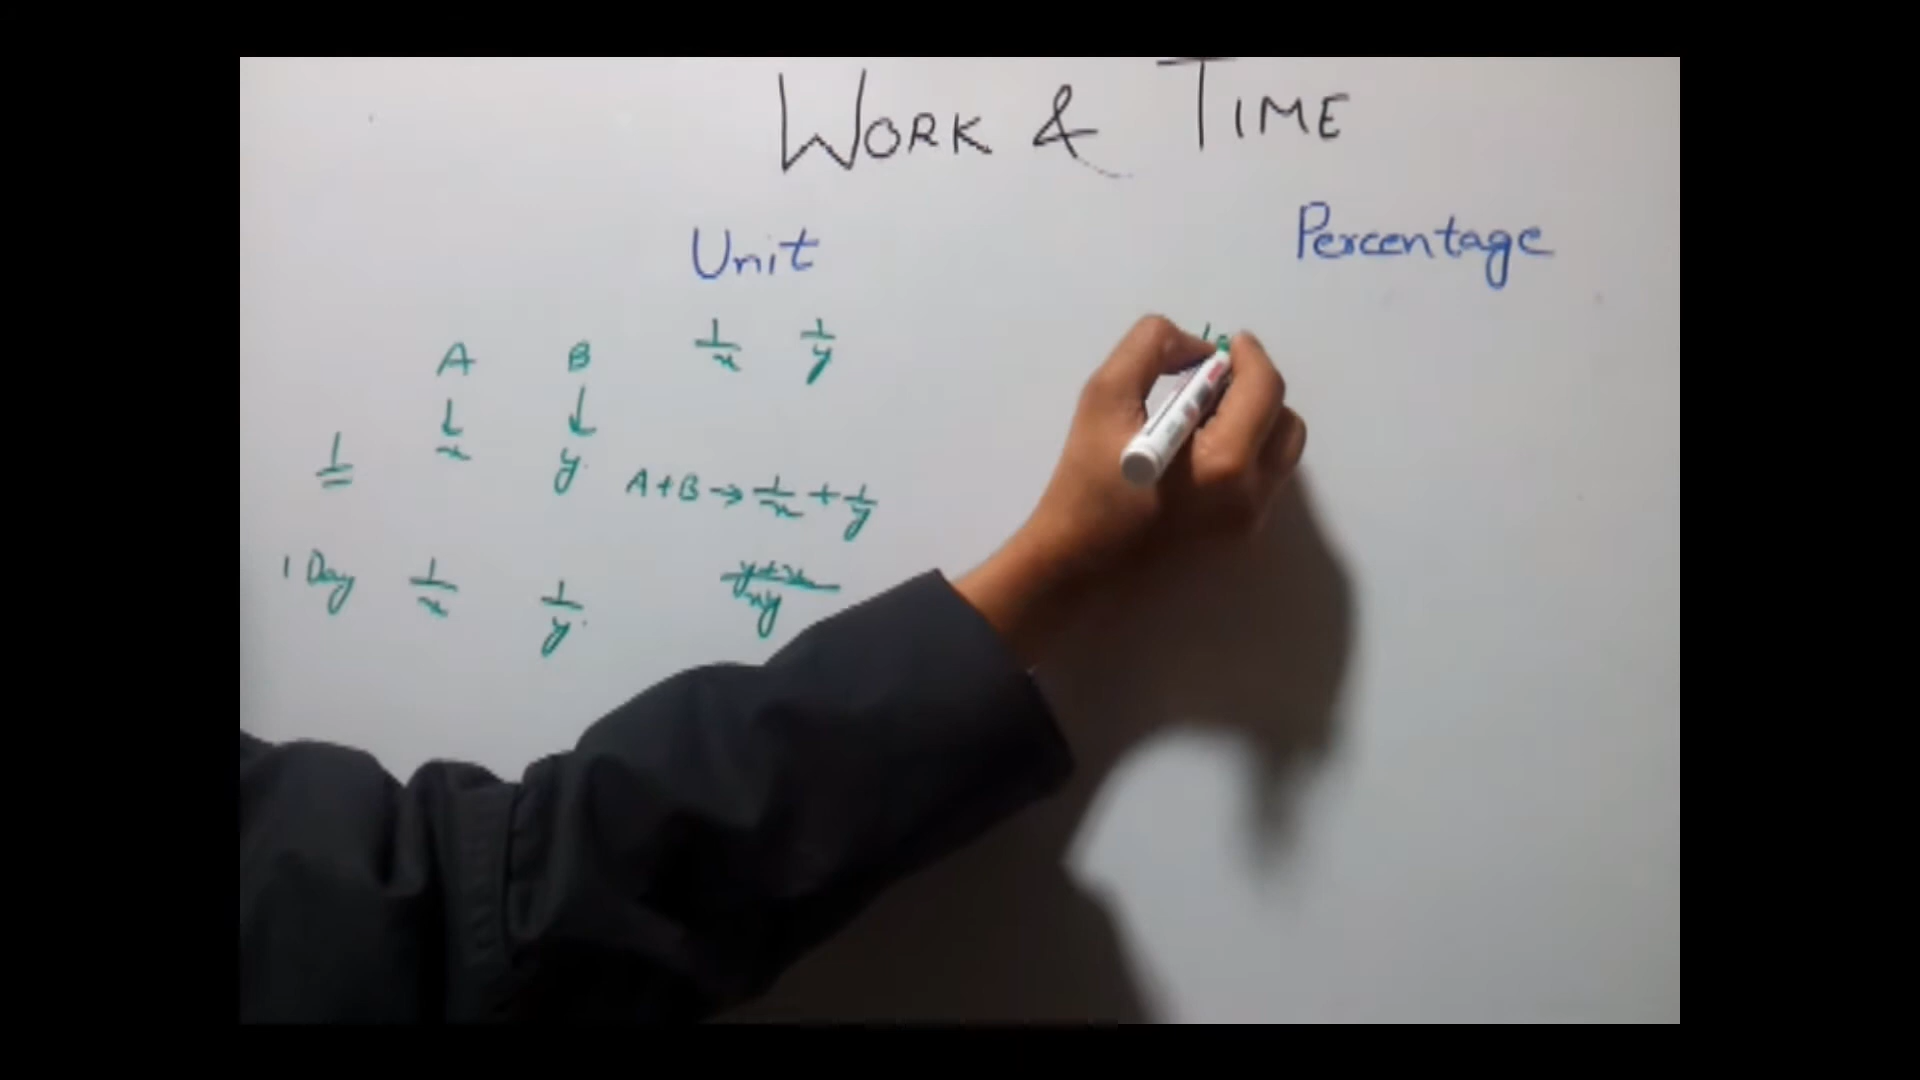 WORK & TIME
Unit
Percentage
1/x 1/y
A B
↓ ↓
1 x y
A+B → 1/x + 1/y
1 Day 1/x 1/y
y+x/xy